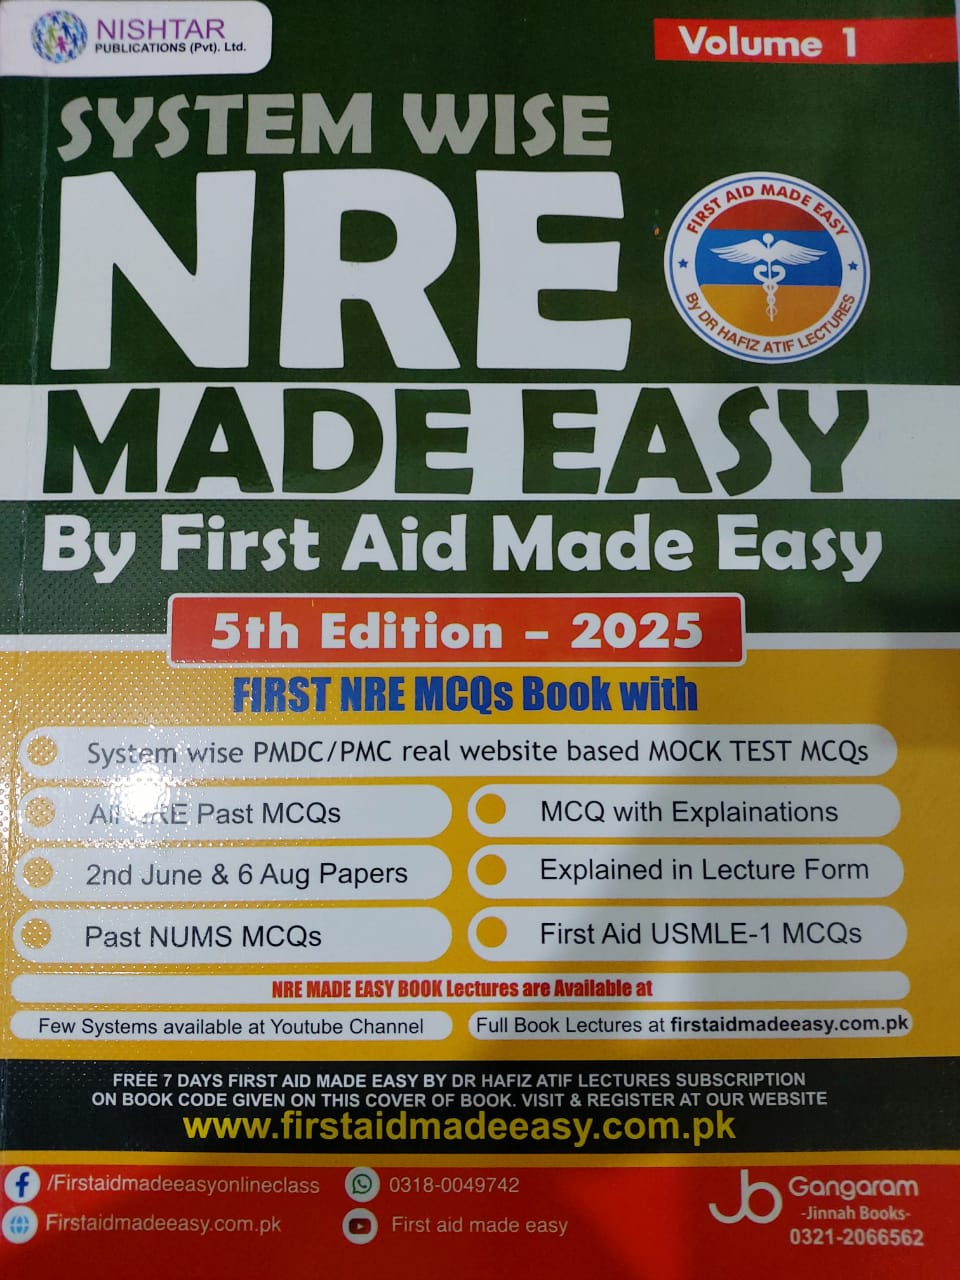 NISHTAR
PUBLICATIONS (Pvt). Ltd.
Volume 1
SYSTEM WISE
NRE
FIRST AID MADE EASY
By DR HAFIZ ATIF LECTURES
MADE EASY
By First Aid Made Easy
5th Edition – 2025
FIRST NRE MCQs Book with
System wise PMDC/PMC real website based MOCK TEST MCQs
All NRE Past MCQs
MCQ with Explainations
2nd June & 6 Aug Papers
Explained in Lecture Form
Past NUMS MCQs
First Aid USMLE-1 MCQs
NRE MADE EASY BOOK Lectures are Available at
Few Systems available at Youtube Channel
Full Book Lectures at firstaidmadeeasy.com.pk
FREE 7 DAYS FIRST AID MADE EASY BY DR HAFIZ ATIF LECTURES SUBSCRIPTION
ON BOOK CODE GIVEN ON THIS COVER OF BOOK. VISIT & REGISTER AT OUR WEBSITE
www.firstaidmadeeasy.com.pk
/Firstaidmadeeasyonlineclass
0318-0049742
Firstaidmadeeasy.com.pk
First aid made easy
Jb
Gangaram
-Jinnah Books-
0321-2066562